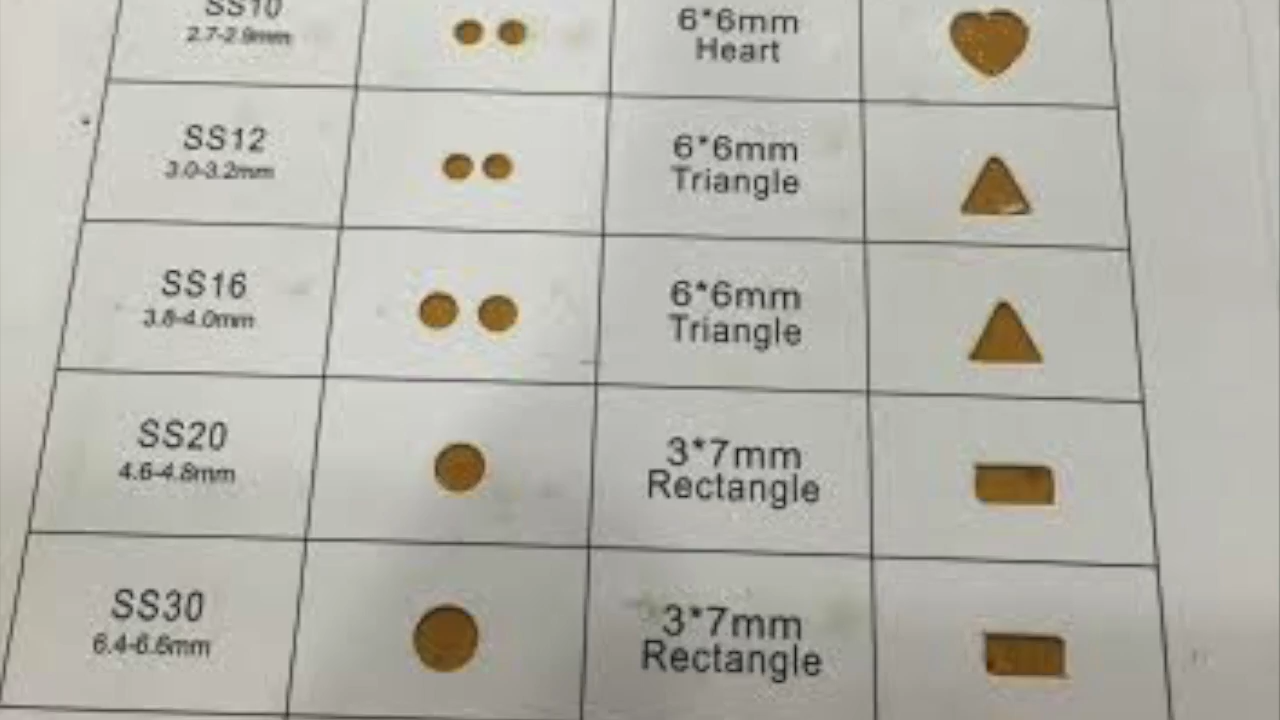 SS10
2.7-2.9mm
6*6mm
Heart
SS12
3.0-3.2mm
6*6mm
Triangle
SS16
3.8-4.0mm
6*6mm
Triangle
SS20
4.6-4.8mm
3*7mm
Rectangle
SS30
6.4-6.6mm
3*7mm
Rectangle